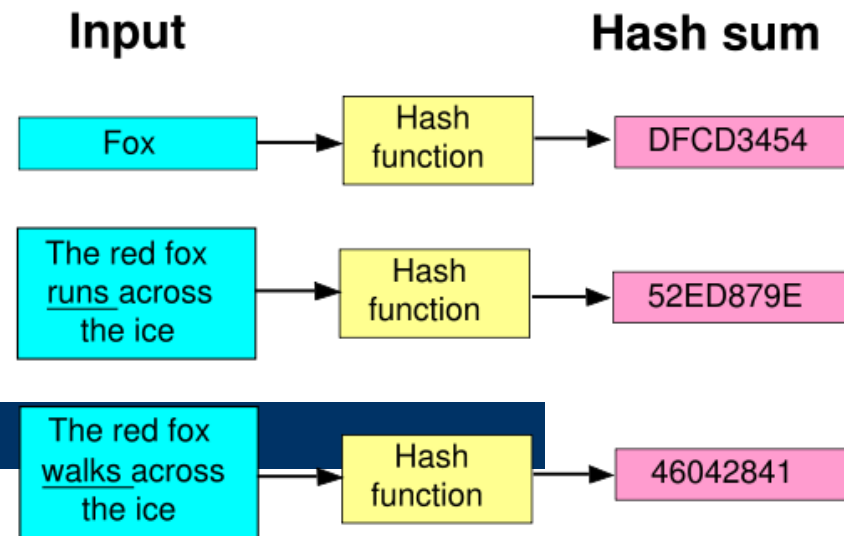 Input
Hash sum
Fox
Hash
function
DFCD3454
The red fox
runs across
the ice
Hash
function
52ED879E
The red fox
walks across
the ice
Hash
function
46042841